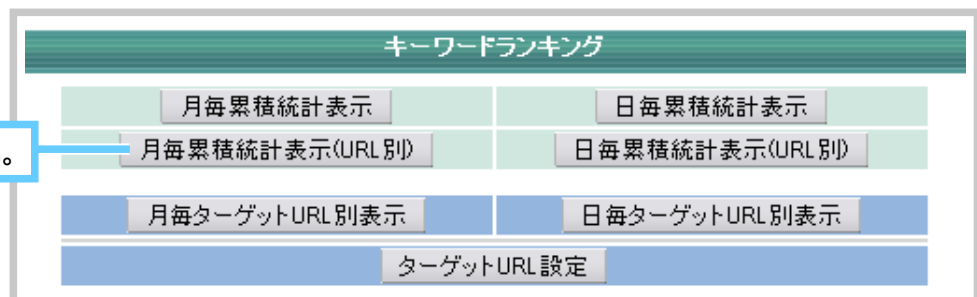 キーワードランキング
月毎累積統計表示 日毎累積統計表示
。
月毎累積統計表示(URL別) 日毎累積統計表示(URL別)
月毎ターゲットURL別表示 日毎ターゲットURL別表示
ターゲットURL設定